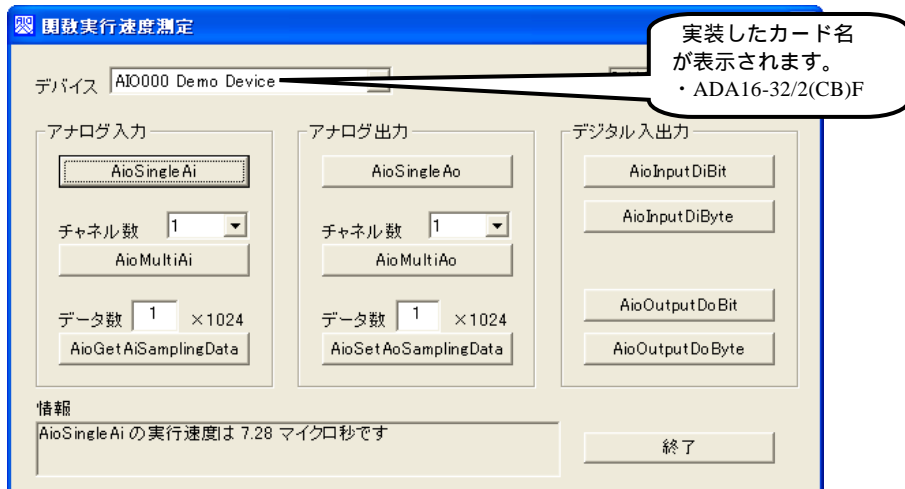 関数実行速度測定
実装したカード名
が表示されます。
・ADA16-32/2(CB)F
デバイス AIO000 Demo Device
アナログ入力
AioSingleAi
チャネル数 1
AioMultiAi
データ数 1 ×1024
AioGetAiSamplingData
アナログ出力
AioSingleAo
チャネル数 1
AioMultiAo
データ数 1 ×1024
AioSetAoSamplingData
デジタル入出力
AioInputDiBit
AioInputDiByte
AioOutputDoBit
AioOutputDoByte
情報
AioSingleAi の実行速度は 7.28 マイクロ秒です
終了